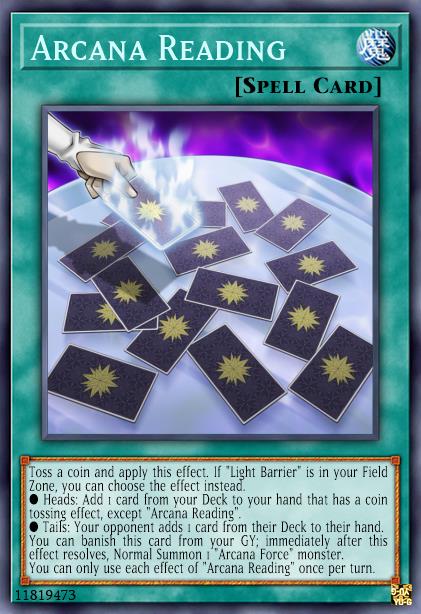 ARCANA READING
魔
[SPELL CARD]
Toss a coin and apply this effect. If "Light Barrier" is in your Field
Zone, you can choose the effect instead.
● Heads: Add 1 card from your Deck to your hand that has a coin
tossing effect, except "Arcana Reading".
● Tails: Your opponent adds 1 card from their Deck to their hand.
You can banish this card from your GY; immediately after this
effect resolves, Normal Summon 1 "Arcana Force" monster.
You can only use each effect of "Arcana Reading" once per turn.
11819473